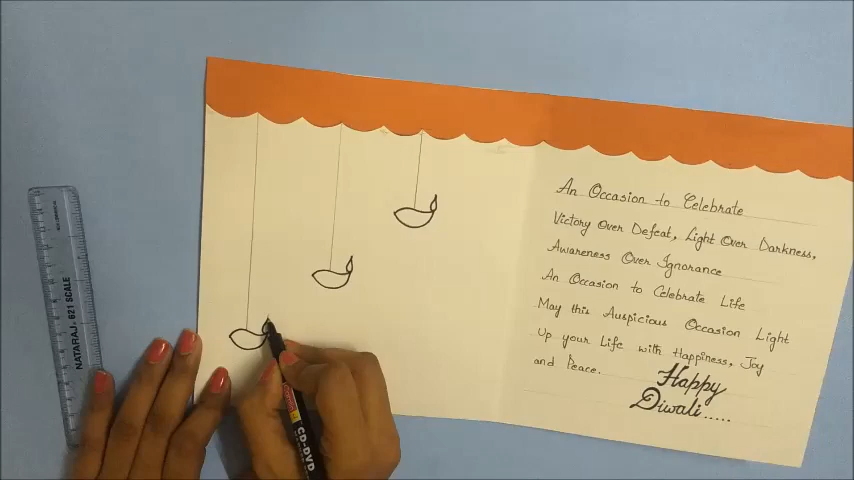 An Occasion to Celebrate
Victory Over Defeat, Light Over Darkness,
Awareness Over Ignorance
An Occasion to Celebrate Life
May this Auspicious Occasion Light
Up your Life with Happiness, Joy
and Peace.
Happy
Diwali.....
NATARAJ, 621 SCALE
CD-DVD